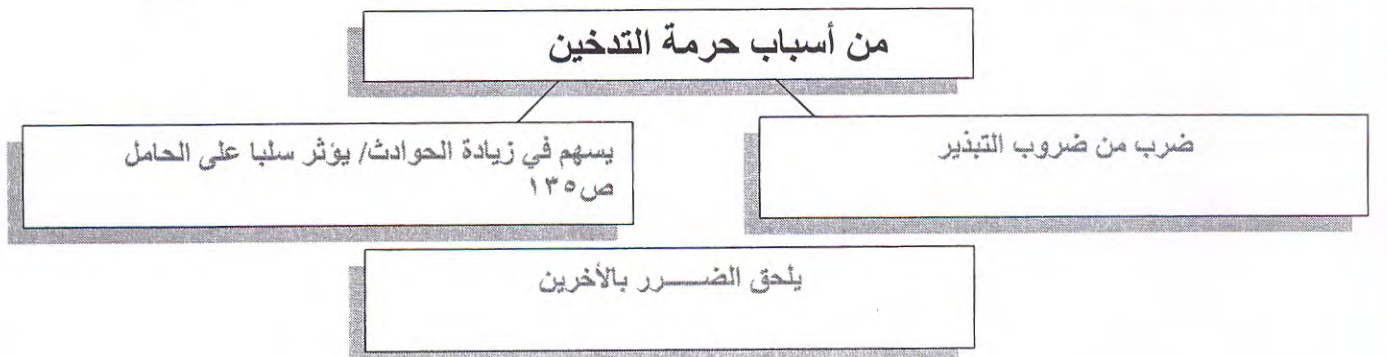 من أسباب حرمة التدخين
ضرب من ضروب التبذير
يسهم في زيادة الحوادث/ يؤثر سلبا على الحامل
ص١٣٥
يلحق الضـــــرر بالأخرين